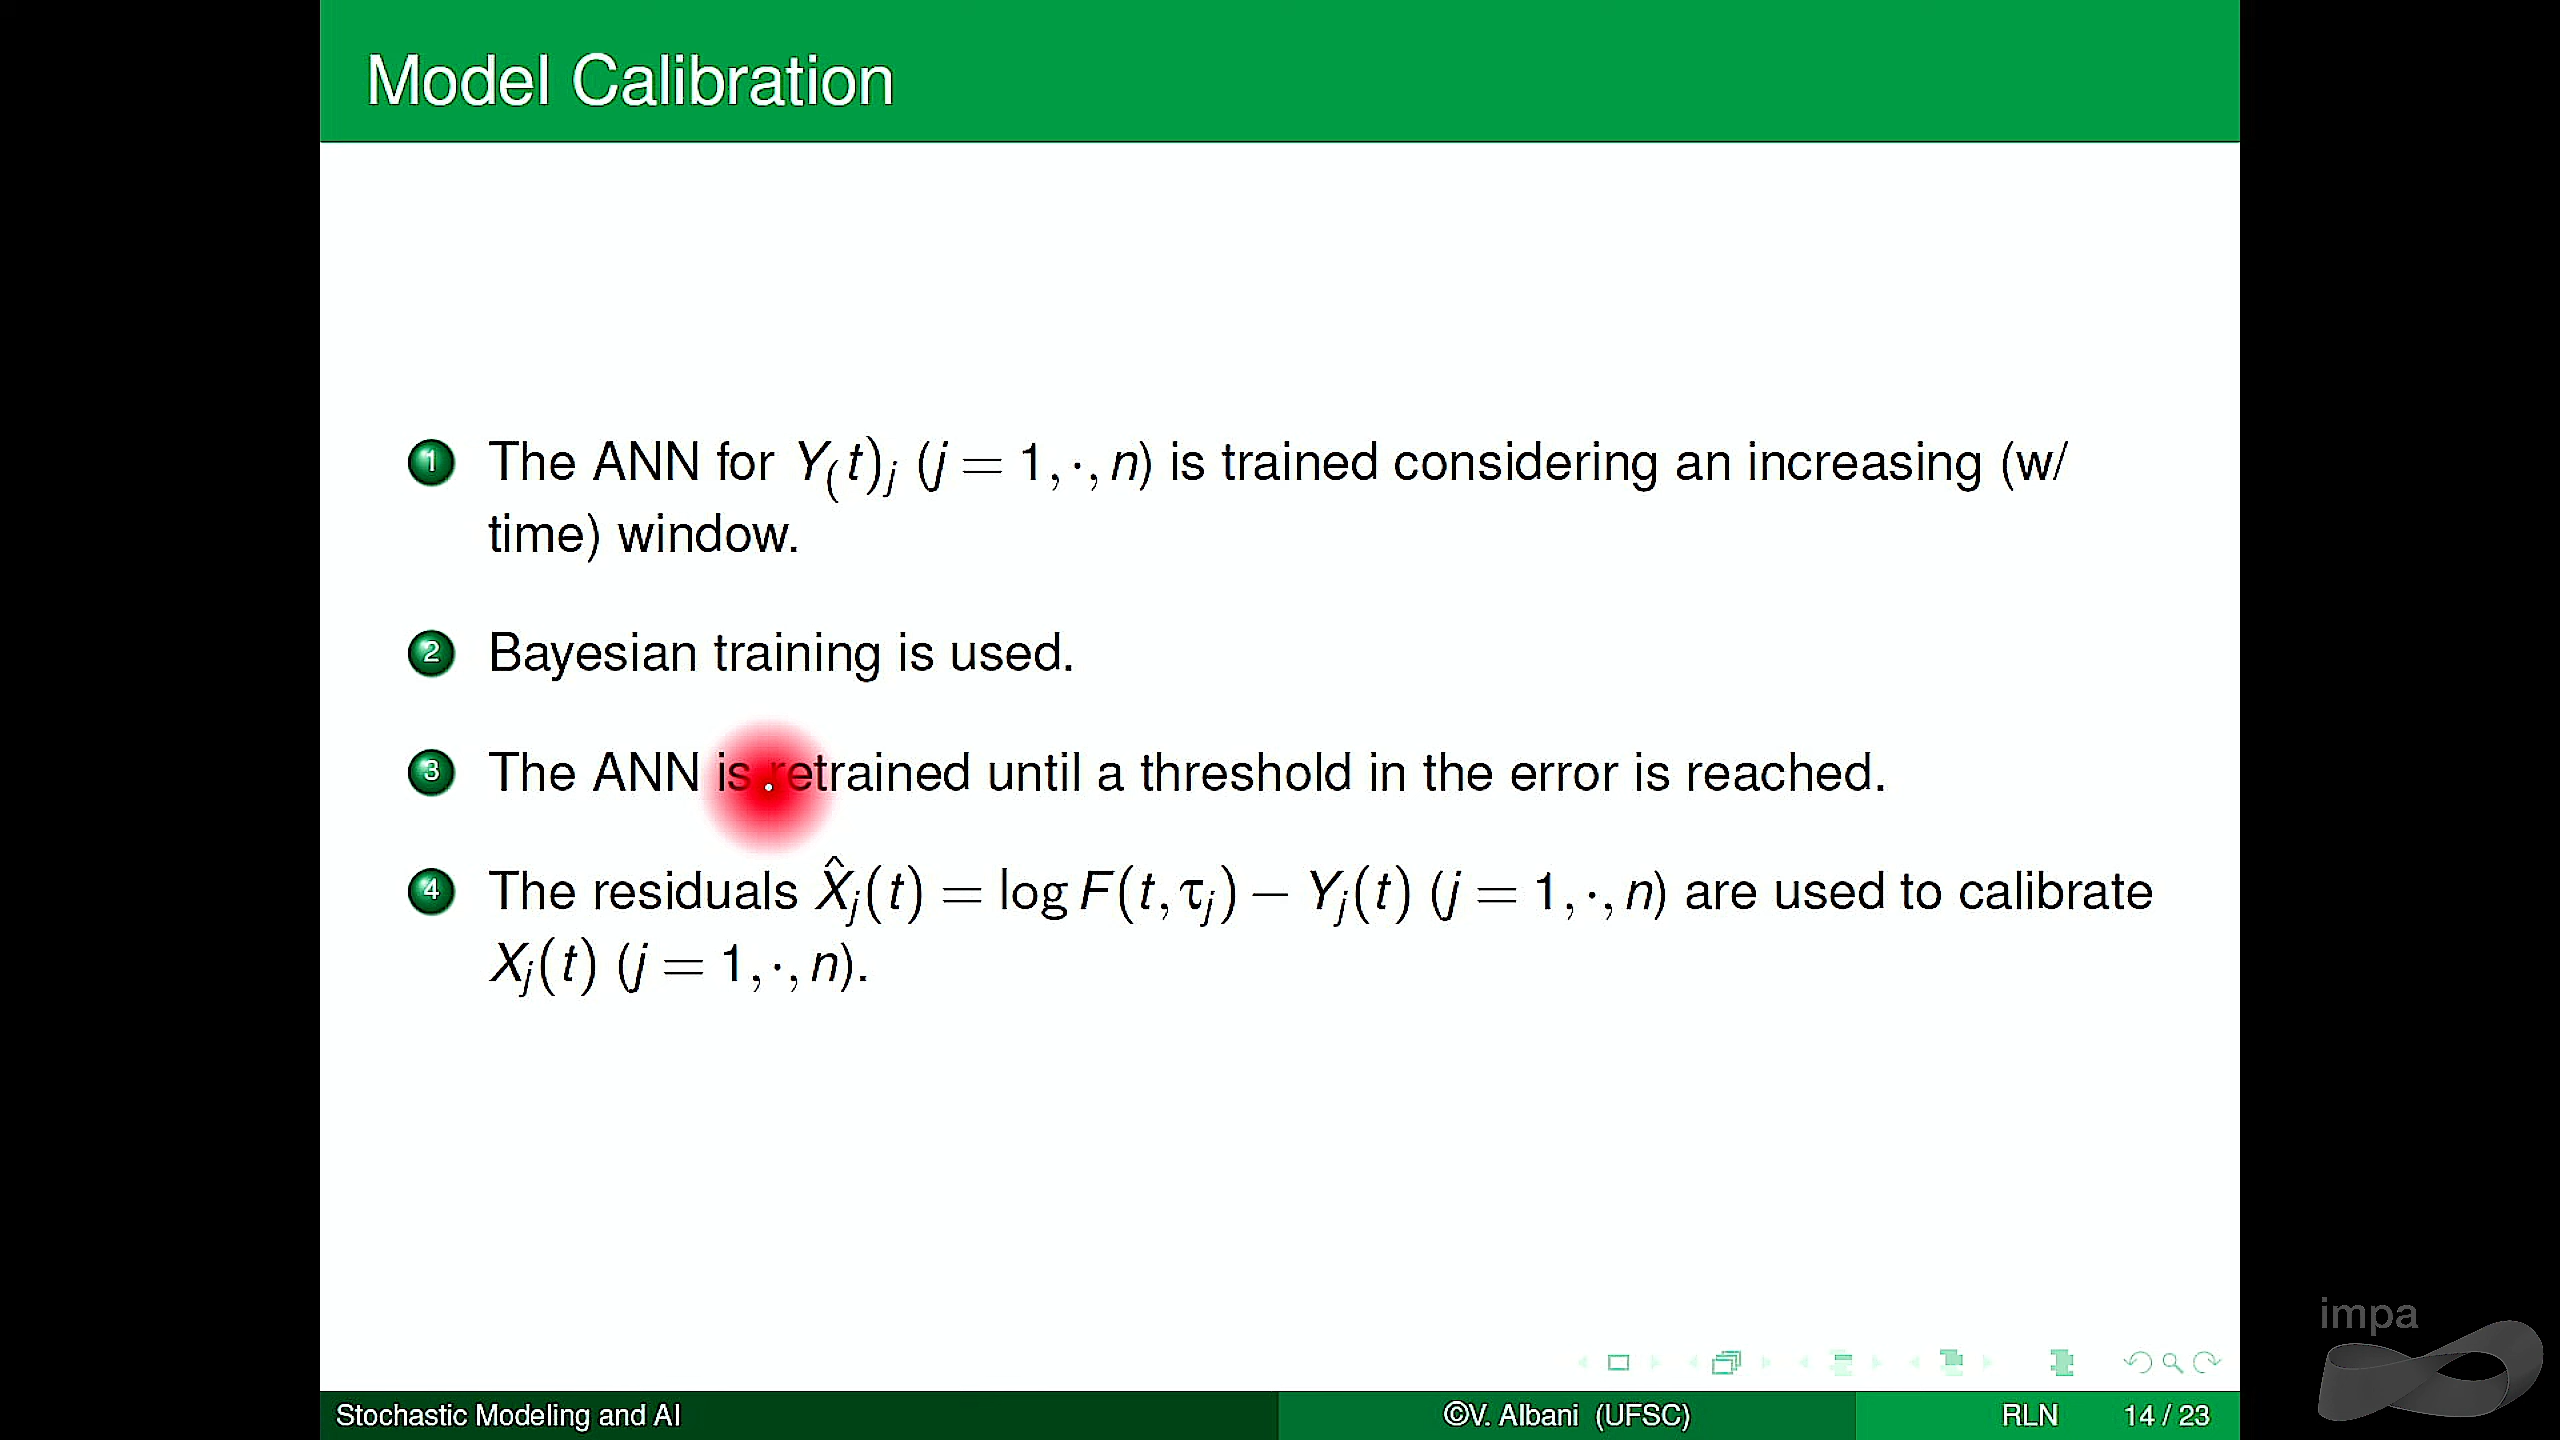 Model Calibration
1 The ANN for Y₍t)ⱼ (j = 1, ·, n) is trained considering an increasing (w/
time) window.
2 Bayesian training is used.
3 The ANN is retrained until a threshold in the error is reached.
4 The residuals X̂ⱼ(t) = log F(t, τⱼ) − Yⱼ(t) (j = 1, ·, n) are used to calibrate
Xⱼ(t) (j = 1, ·, n).
impa
Stochastic Modeling and AI ©V. Albani (UFSC) RLN 14 / 23